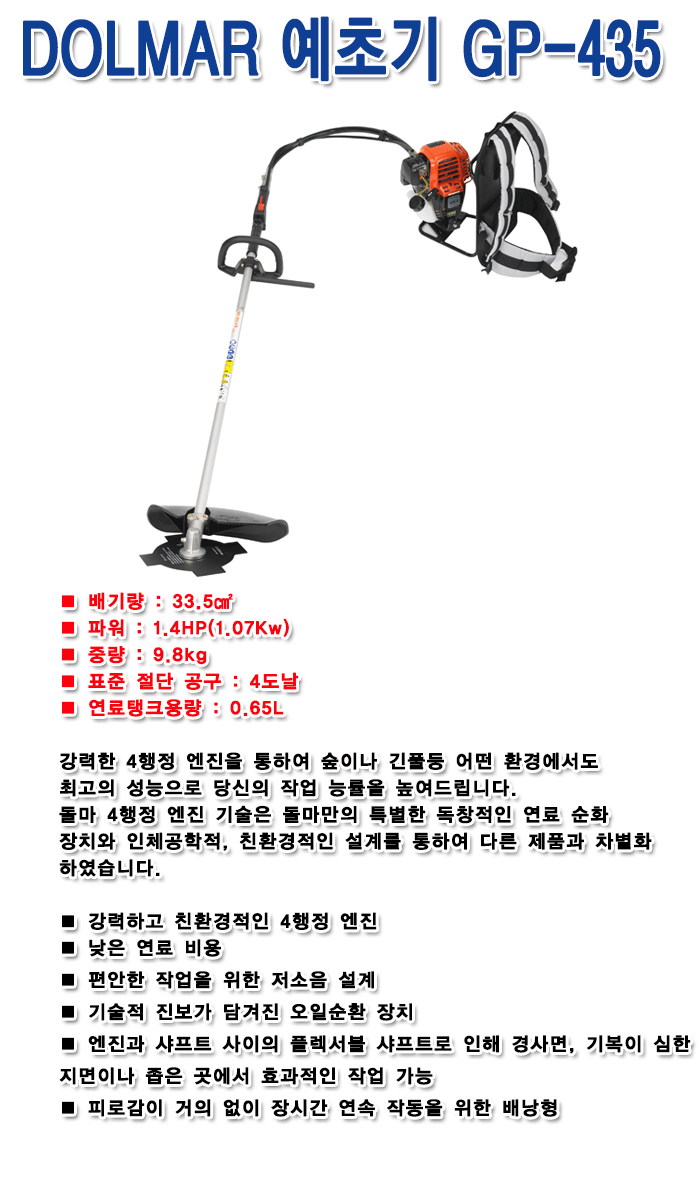 DOLMAR 예초기 GP-435
■ 배기량 : 33.5㎤
■ 파워 : 1.4HP(1.07Kw)
■ 중량 : 9.8kg
■ 표준 절단 공구 : 4도날
■ 연료탱크용량 : 0.65L
강력한 4행정 엔진을 통하여 숲이나 긴풀등 어떤 환경에서도
최고의 성능으로 당신의 작업 능률을 높여드립니다.
돌마 4행정 엔진 기술은 돌마만의 특별한 독창적인 연료 순화
장치와 인체공학적, 친환경적인 설계를 통하여 다른 제품과 차별화
하였습니다.
■ 강력하고 친환경적인 4행정 엔진
■ 낮은 연료 비용
■ 편안한 작업을 위한 저소음 설계
■ 기술적 진보가 담겨진 오일순환 장치
■ 엔진과 샤프트 사이의 플렉서블 샤프트로 인해 경사면, 기복이 심한
지면이나 좁은 곳에서 효과적인 작업 가능
■ 피로감이 거의 없이 장시간 연속 작동을 위한 배낭형